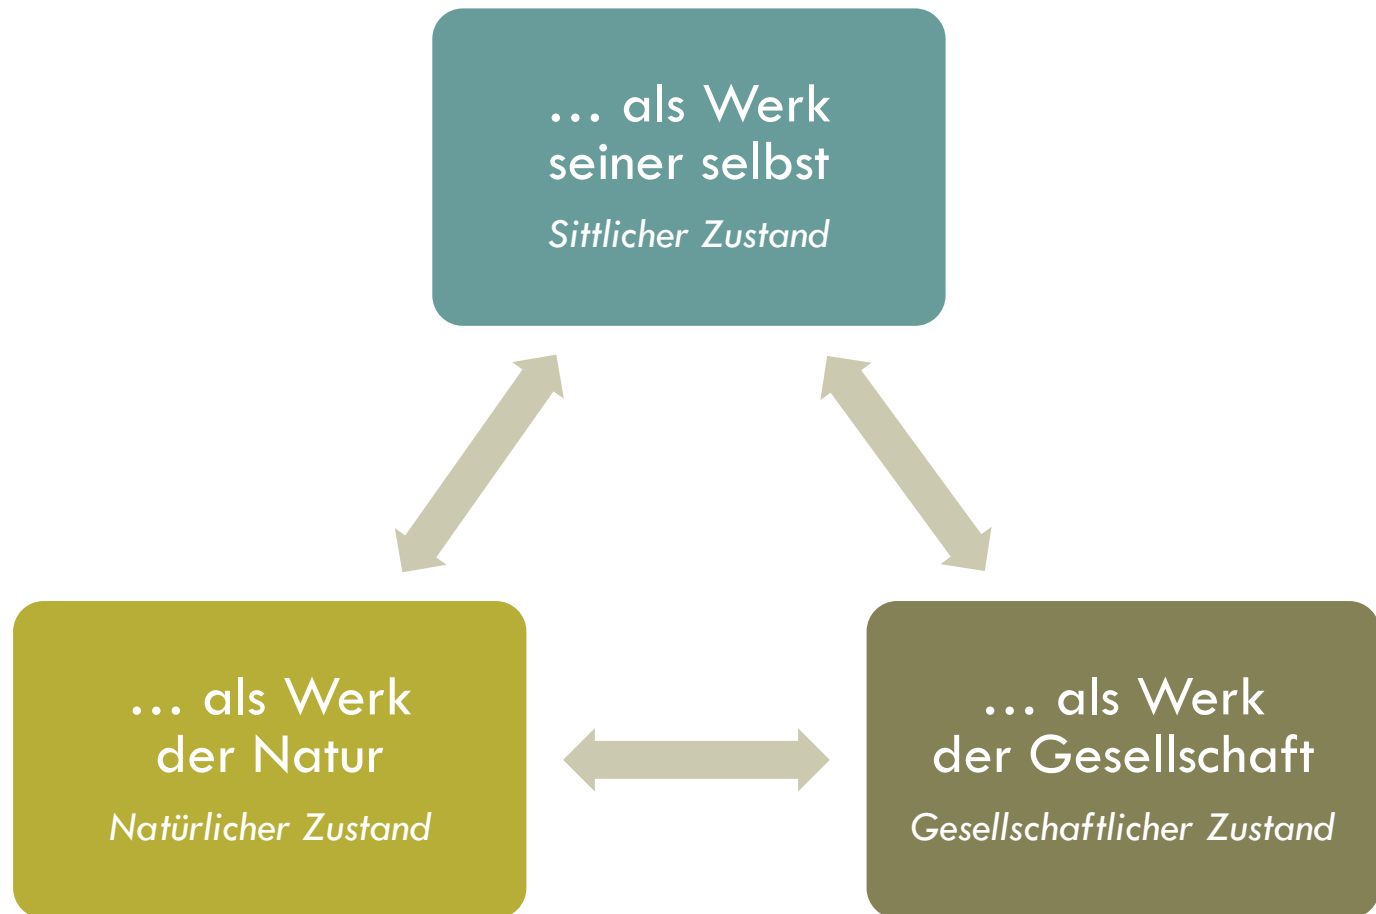 ... als Werk
seiner selbst
Sittlicher Zustand
... als Werk
der Natur
Natürlicher Zustand
... als Werk
der Gesellschaft
Gesellschaftlicher Zustand